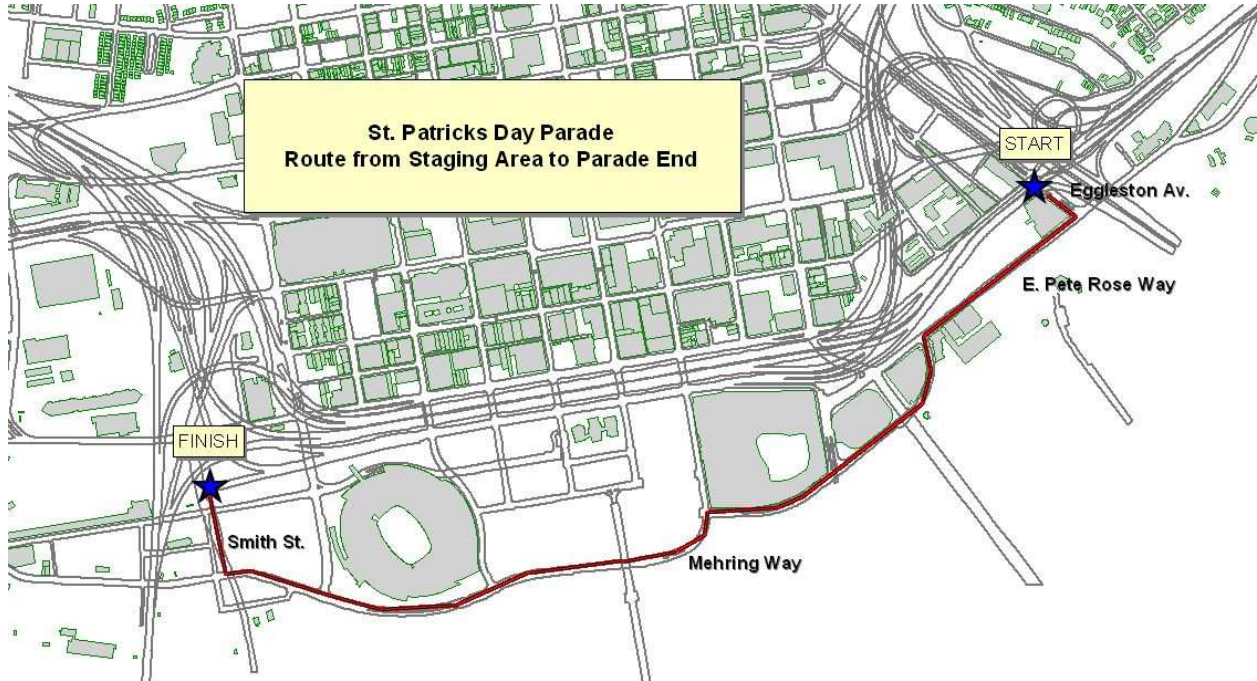 St. Patricks Day Parade
Route from Staging Area to Parade End
START
Eggleston Av.
E. Pete Rose Way
FINISH
Smith St.
Mehring Way